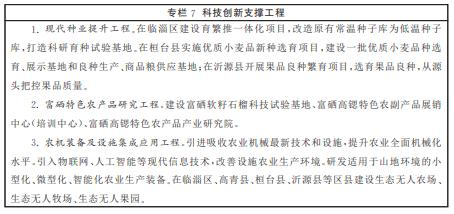 专栏 7 科技创新支撑工程
1. 现代种业提升工程。在临淄区建设育繁推一体化项目，改造原有常温种子库为低温种子
库，打造科研育种试验基地。在桓台县实施优质小麦品种选育项目，建设一批优质小麦品种选
育、展示基地和良种生产、商品粮供应基地；在沂源县开展果品良种繁育项目，选育果品良种，从源
头把控果品质量。
2. 富硒特色农产品研究工程。建设富硒软籽石榴科技试验基地、富硒高锶特色农副产品展销
中心（培训中心）、富硒高锶特色农产品产业研究院。
3. 农机装备及设施集成应用工程。引进吸收农业机械最新技术和设施，提升农业全面机械化
水平。引入物联网、人工智能等现代信息技术，改善设施农业生产环境。研发适用于山地环境的小
型化、微型化、智能化农业生产装备。在临淄区、高青县、桓台县、沂源县等区县建设生态无人农场、
生态无人牧场、生态无人果园。